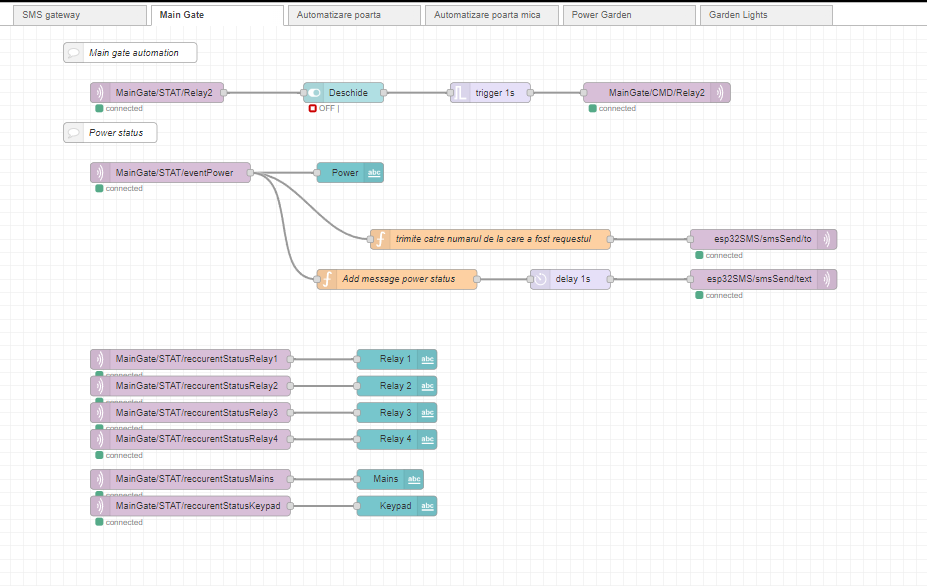 SMS gateway
Main Gate
Automatizare poarta
Automatizare poarta mica
Power Garden
Garden Lights
Main gate automation
MainGate/STAT/Relay2
connected
Deschide
OFF |
trigger 1s
MainGate/CMD/Relay2
connected
Power status
MainGate/STAT/eventPower
connected
Power
abc
trimite catre numarul de la care a fost requestul
esp32SMS/smsSend/to
connected
Add message power status
delay 1s
esp32SMS/smsSend/text
connected
MainGate/STAT/reccurentStatusRelay1
connected
Relay 1
abc
MainGate/STAT/reccurentStatusRelay2
connected
Relay 2
abc
MainGate/STAT/reccurentStatusRelay3
connected
Relay 3
abc
MainGate/STAT/reccurentStatusRelay4
connected
Relay 4
abc
MainGate/STAT/reccurentStatusMains
connected
Mains
abc
MainGate/STAT/reccurentStatusKeypad
connected
Keypad
abc